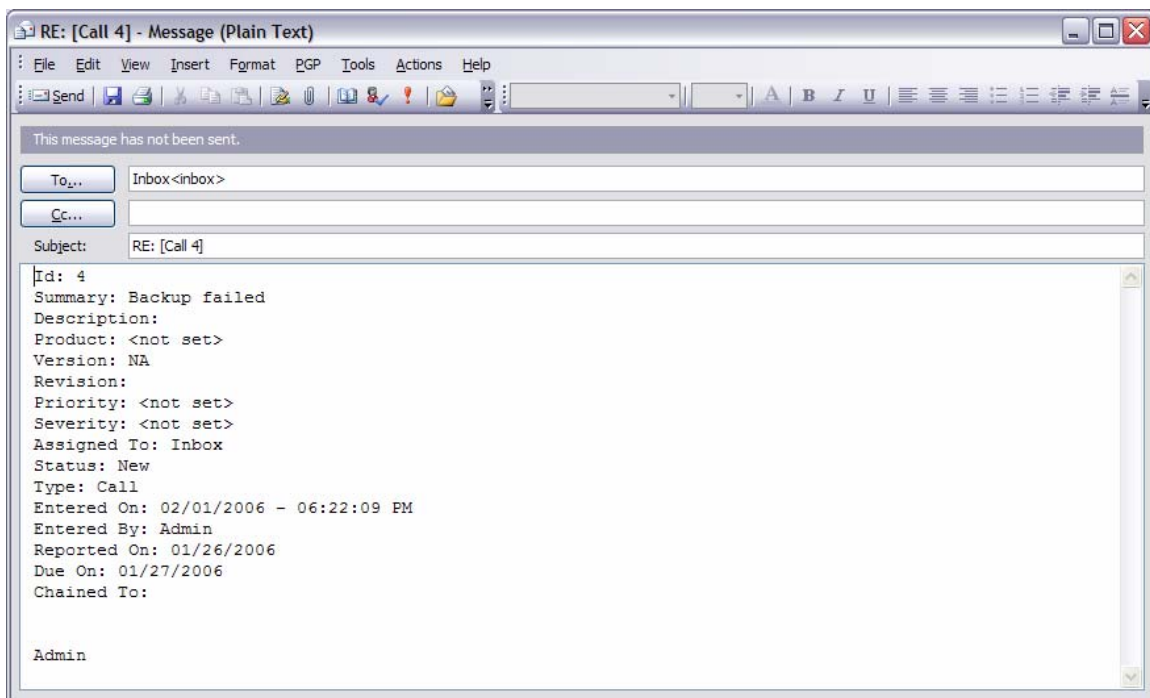 RE: [Call 4] - Message (Plain Text)
File Edit View Insert Format PGP Tools Actions Help
Send A B I U
This message has not been sent.
To... Inbox<inbox>
Cc...
Subject: RE: [Call 4]
Id: 4
Summary: Backup failed
Description:
Product: <not set>
Version: NA
Revision:
Priority: <not set>
Severity: <not set>
Assigned To: Inbox
Status: New
Type: Call
Entered On: 02/01/2006 - 06:22:09 PM
Entered By: Admin
Reported On: 01/26/2006
Due On: 01/27/2006
Chained To:
Admin